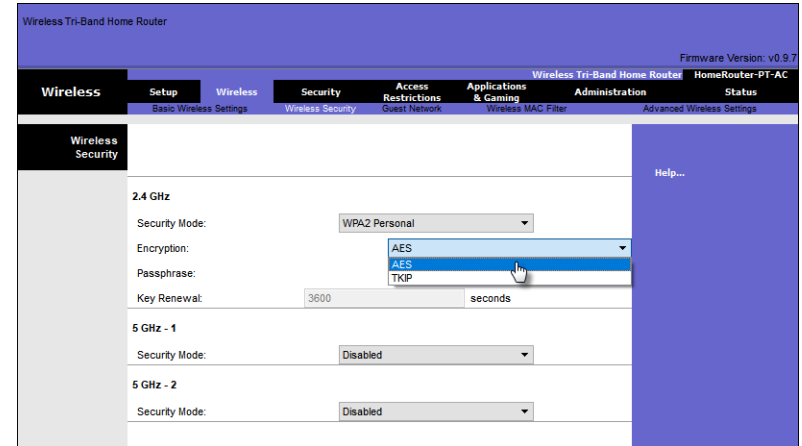 Wireless Tri-Band Home Router
Firmware Version: v0.9.7
Wireless Tri-Band Home Router HomeRouter-PT-AC
Wireless
Setup Wireless Security Access Restrictions Applications & Gaming Administration Status
Basic Wireless Settings Wireless Security Guest Network Wireless MAC Filter Advanced Wireless Settings
Wireless
Security
Help...
2.4 GHz
Security Mode: WPA2 Personal
Encryption: AES
AES
TKIP
Passphrase:
Key Renewal: 3600 seconds
5 GHz - 1
Security Mode: Disabled
5 GHz - 2
Security Mode: Disabled